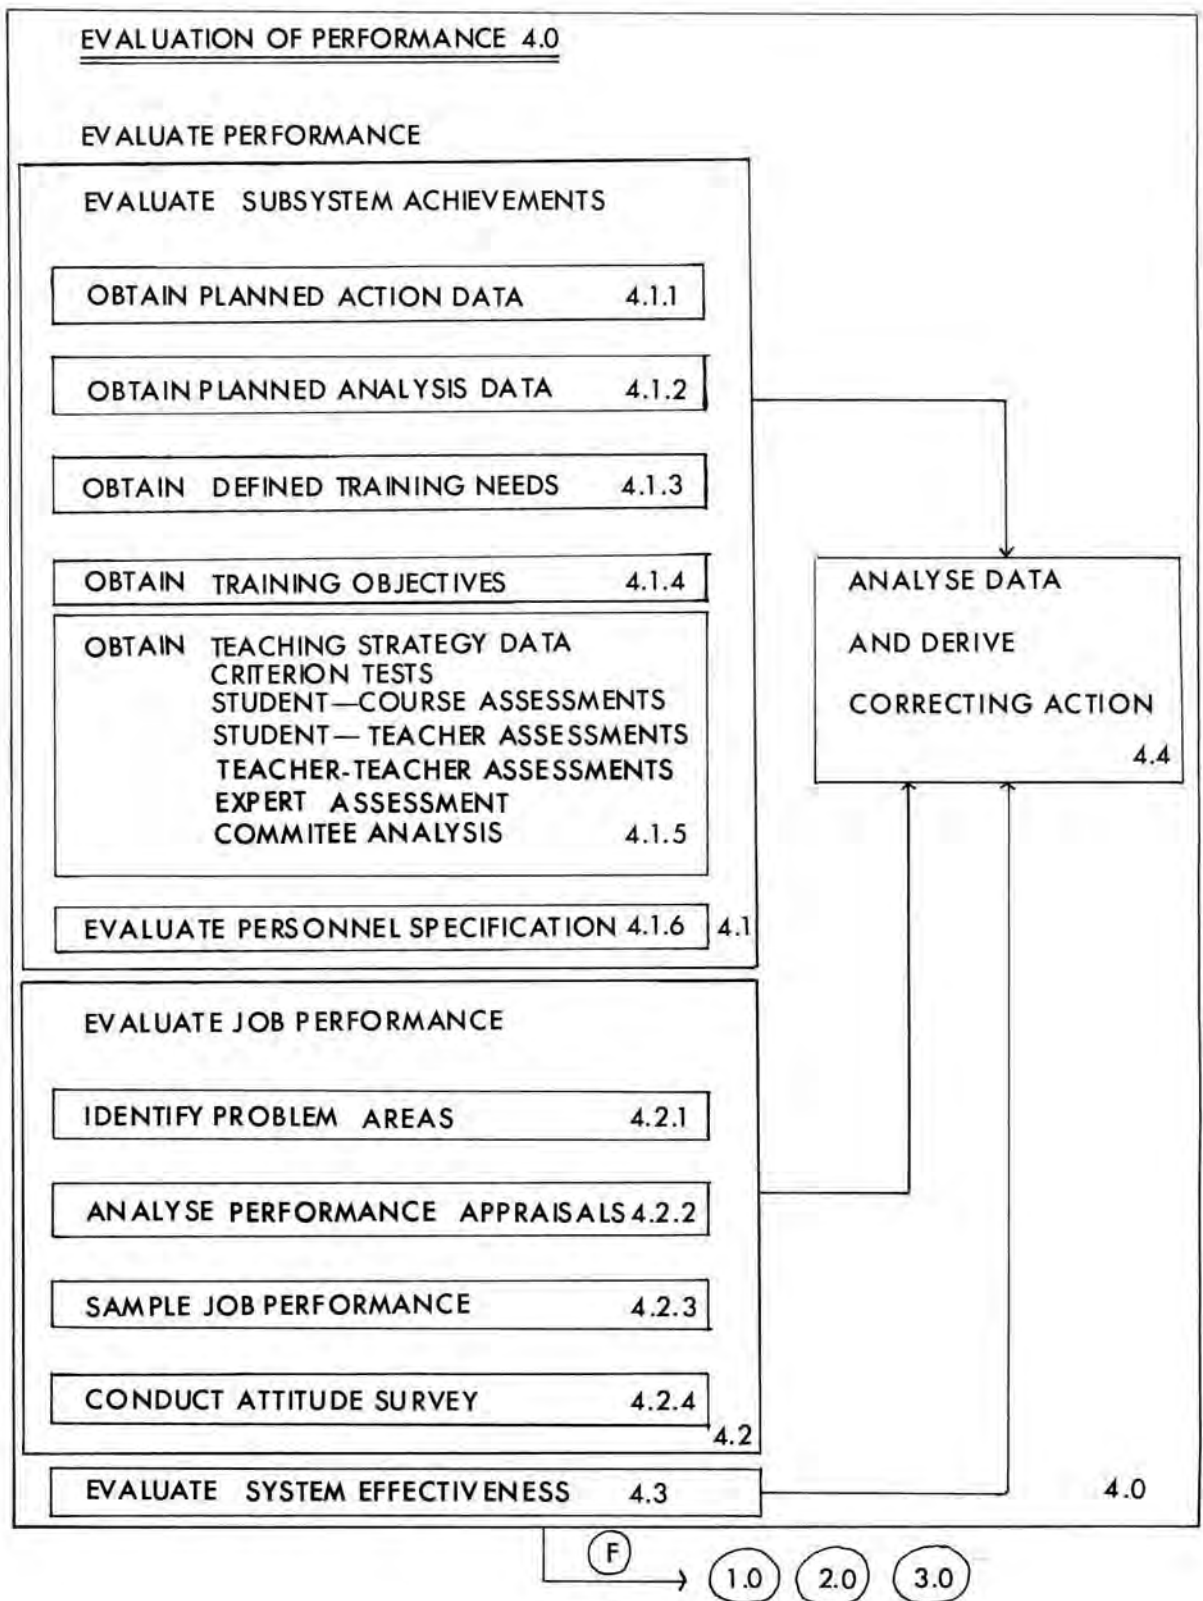 EVALUATION OF PERFORMANCE 4.0
EVALUATE PERFORMANCE
EVALUATE SUBSYSTEM ACHIEVEMENTS
OBTAIN PLANNED ACTION DATA 4.1.1
OBTAIN PLANNED ANALYSIS DATA 4.1.2
OBTAIN DEFINED TRAINING NEEDS 4.1.3
OBTAIN TRAINING OBJECTIVES 4.1.4
OBTAIN TEACHING STRATEGY DATA
CRITERION TESTS
STUDENT—COURSE ASSESSMENTS
STUDENT— TEACHER ASSESSMENTS
TEACHER-TEACHER ASSESSMENTS
EXPERT ASSESSMENT
COMMITEE ANALYSIS 4.1.5
EVALUATE PERSONNEL SPECIFICATION 4.1.6
4.1
EVALUATE JOB PERFORMANCE
IDENTIFY PROBLEM AREAS 4.2.1
ANALYSE PERFORMANCE APPRAISALS 4.2.2
SAMPLE JOB PERFORMANCE 4.2.3
CONDUCT ATTITUDE SURVEY 4.2.4
4.2
EVALUATE SYSTEM EFFECTIVENESS 4.3
ANALYSE DATA
AND DERIVE
CORRECTING ACTION
4.4
4.0
F
1.0 2.0 3.0